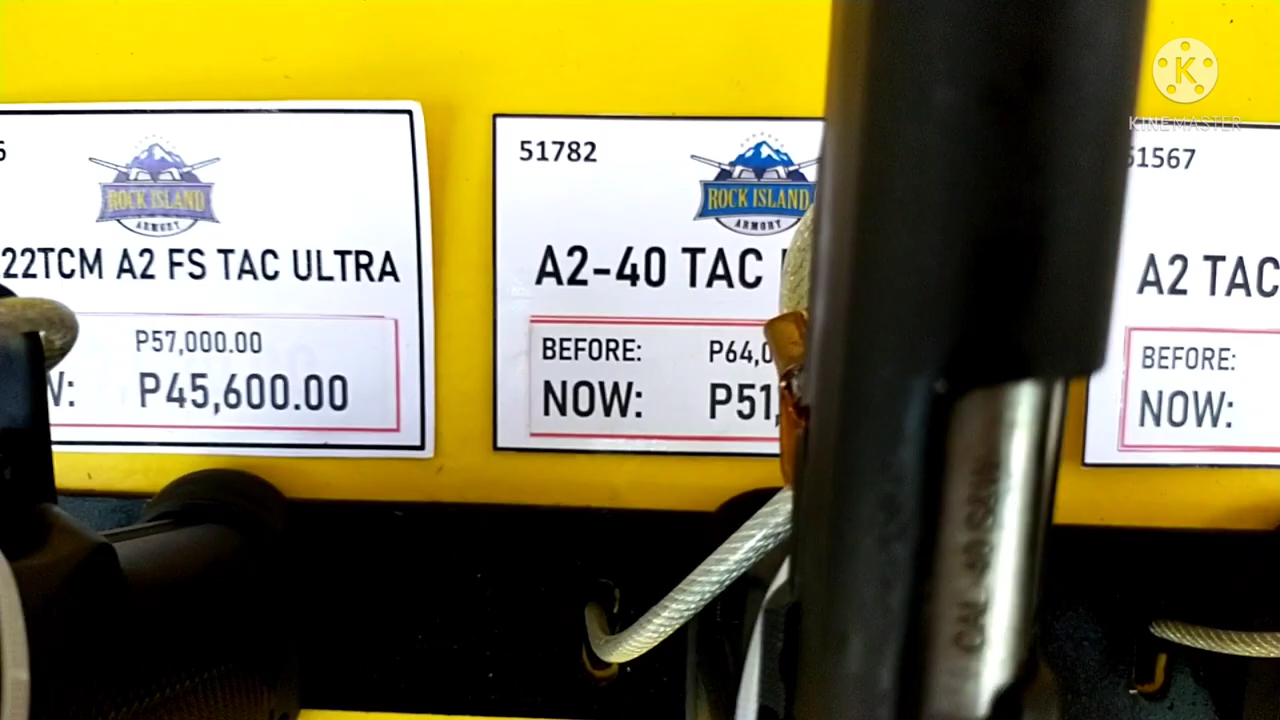 K
KINEMASTER
ROCK ISLAND
ARMORY
22TCM A2 FS TAC ULTRA
P57,000.00
P45,600.00
51782
ROCK ISLAND
ARMORY
A2-40 TAC
BEFORE: P64,0
NOW: P51,
51567
A2 TAC
BEFORE:
NOW:
CAL .40 S&W